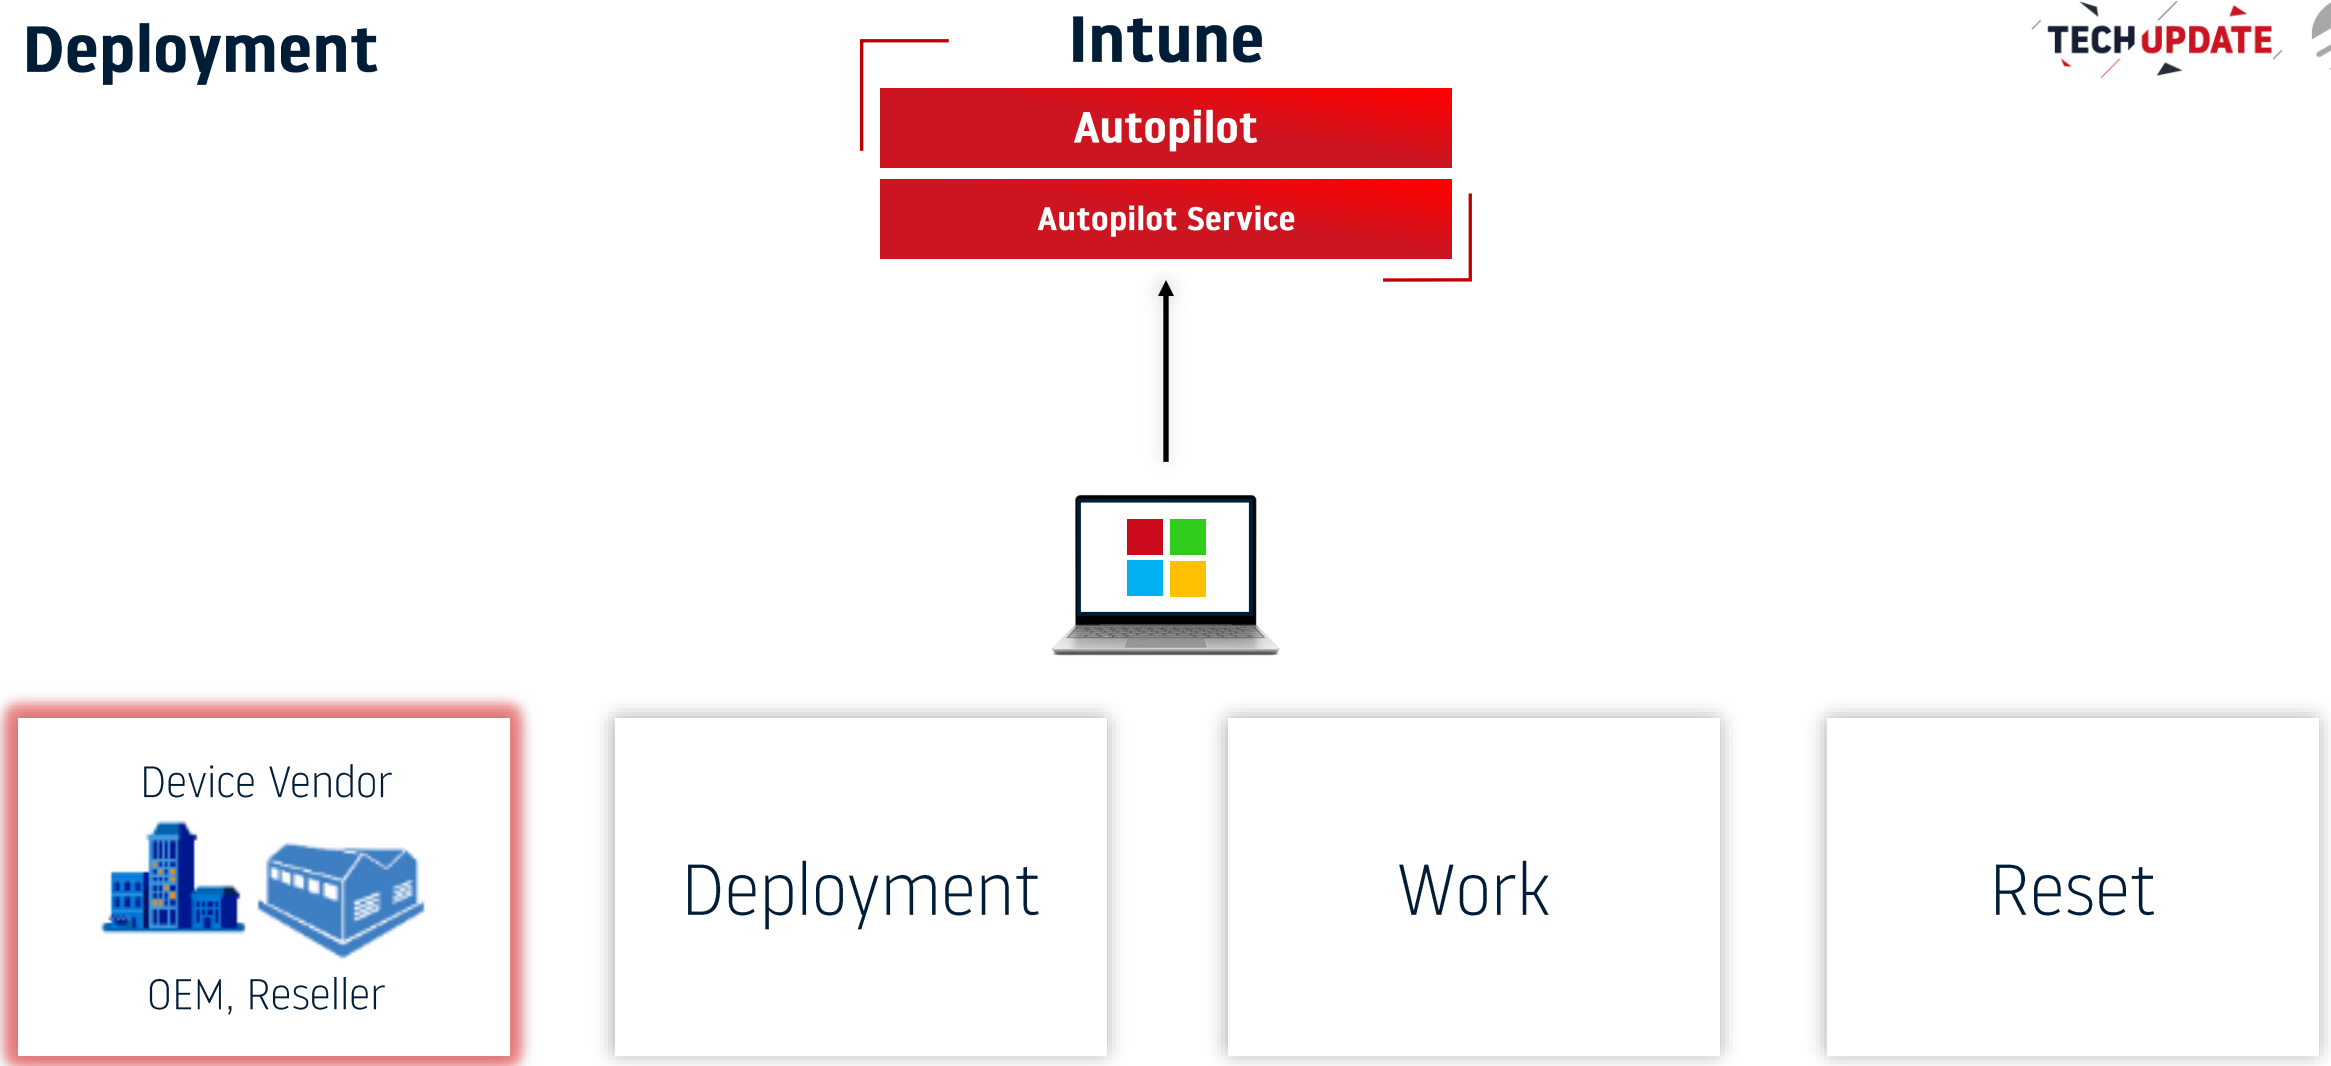 Deployment
Intune
TECH UPDATE
Autopilot
Autopilot Service
Device Vendor
OEM, Reseller
Deployment
Work
Reset